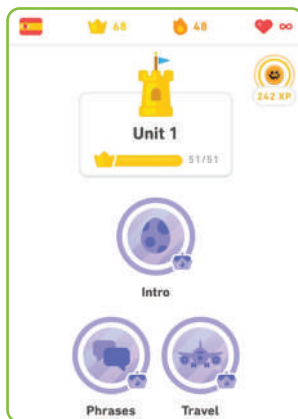 68 48 ∞
242 XP
Unit 1
51/51
Intro
Phrases Travel